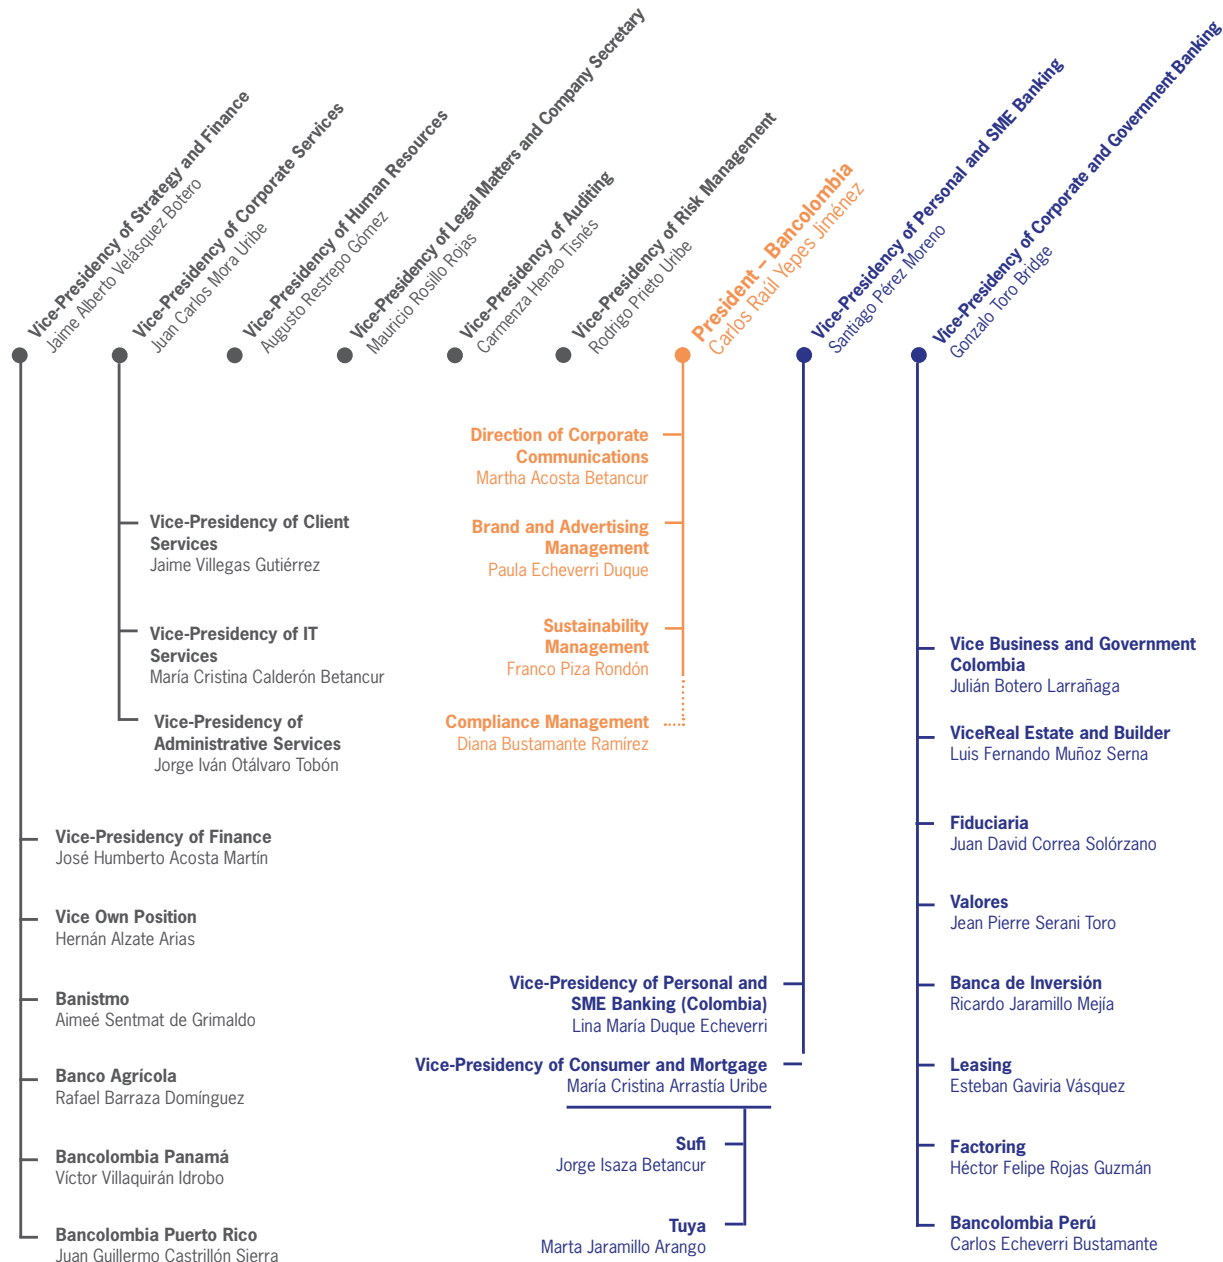 Vice-Presidency of Strategy and Finance
Jaime Alberto Velásquez Botero
Vice-Presidency of Corporate Services
Juan Carlos Mora Uribe
Vice-Presidency of Human Resources
Augusto Restrepo Gómez
Vice-Presidency of Legal Matters and Company Secretary
Mauricio Rosillo Rojas
Vice-Presidency of Auditing
Carmenza Henao Tisnés
Vice-Presidency of Risk Management
Rodrigo Prieto Uribe
President – Bancolombia
Carlos Raúl Yepes Jiménez
Vice-Presidency of Personal and SME Banking
Santiago Pérez Moreno
Vice-Presidency of Corporate and Government Banking
Gonzalo Toro Bridge
Direction of Corporate
Communications
Martha Acosta Betancur
Brand and Advertising
Management
Paula Echeverri Duque
Sustainability
Management
Franco Piza Rondón
Compliance Management
Diana Bustamante Ramírez
Vice-Presidency of Client
Services
Jaime Villegas Gutiérrez
Vice-Presidency of IT
Services
María Cristina Calderón Betancur
Vice-Presidency of
Administrative Services
Jorge Iván Otálvaro Tobón
Vice-Presidency of Finance
José Humberto Acosta Martín
Vice Own Position
Hernán Alzate Arias
Banistmo
Aimeé Sentmat de Grimaldo
Banco Agrícola
Rafael Barraza Domínguez
Bancolombia Panamá
Víctor Villaquirán Idrobo
Bancolombia Puerto Rico
Juan Guillermo Castrillón Sierra
Vice-Presidency of Personal and
SME Banking (Colombia)
Lina María Duque Echeverri
Vice-Presidency of Consumer and Mortgage
María Cristina Arrastía Uribe
Sufi
Jorge Isaza Betancur
Tuya
Marta Jaramillo Arango
Vice Business and Government
Colombia
Julián Botero Larrañaga
ViceReal Estate and Builder
Luis Fernando Muñoz Serna
Fiduciaria
Juan David Correa Solórzano
Valores
Jean Pierre Serani Toro
Banca de Inversión
Ricardo Jaramillo Mejía
Leasing
Esteban Gaviria Vásquez
Factoring
Héctor Felipe Rojas Guzmán
Bancolombia Perú
Carlos Echeverri Bustamante